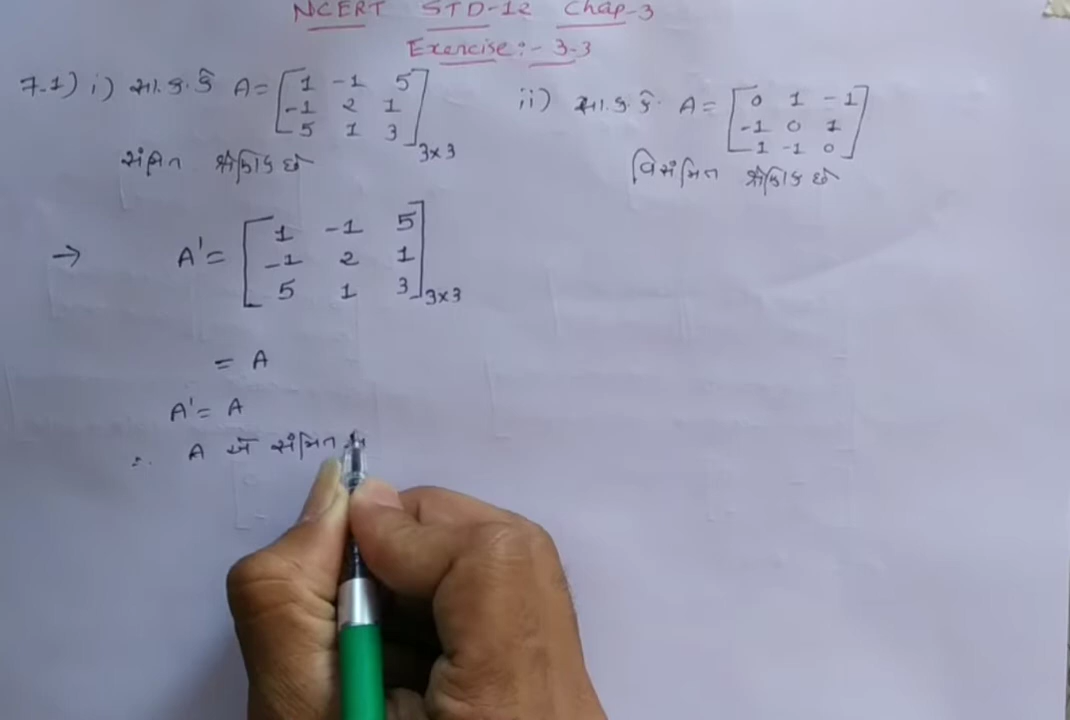 NCERT STD-12 Chap-3
Exercise:- 3.3
7.1) i) સા.ક.કે A = [1 -1 5
-1 2 1
5 1 3] 3x3
સંમિત શ્રેણિક છે
ii) સા.ક.કે. A = [0 1 -1
-1 0 1
1 -1 0]
વિસંમિત શ્રેણિક છે
→ A' = [1 -1 5
-1 2 1
5 1 3] 3x3
= A
A' = A
∴ A એ સંમિત